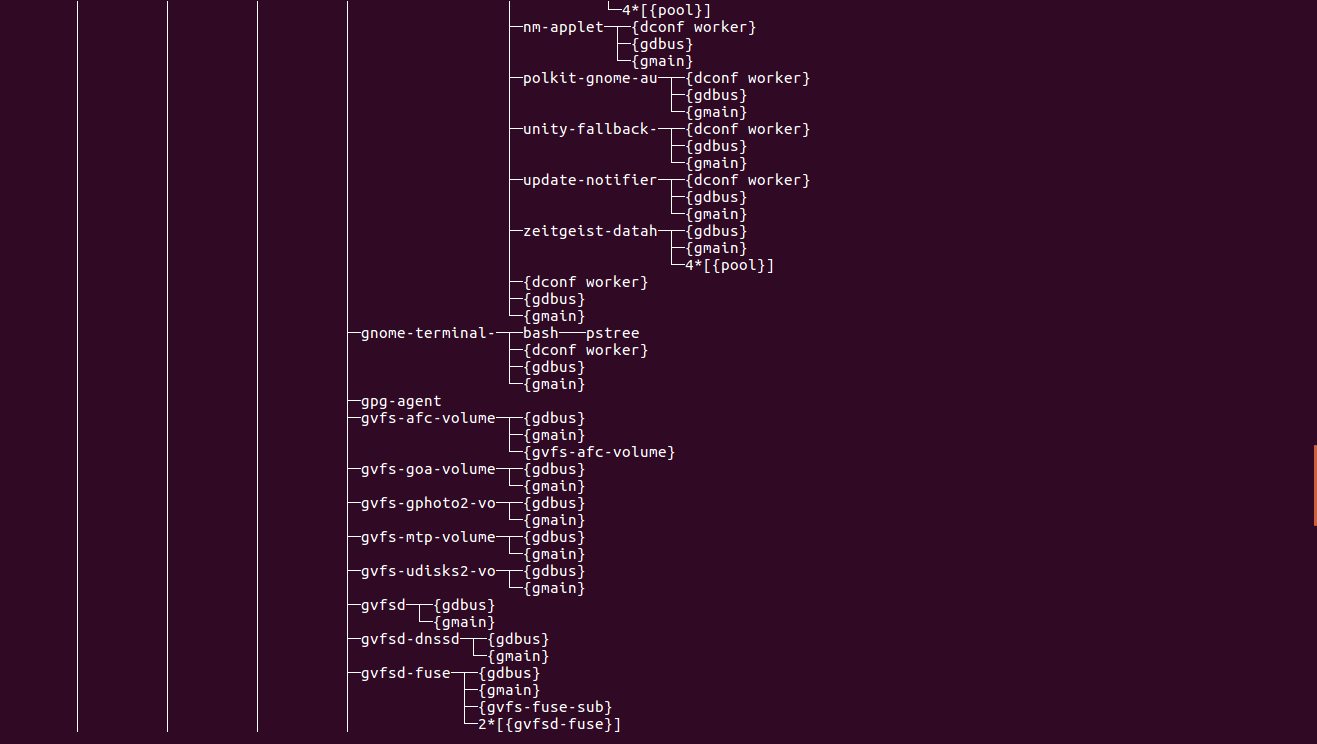 └─4*[{pool}]
├─nm-applet─┬─{dconf worker}
├─{gdbus}
└─{gmain}
├─polkit-gnome-au─┬─{dconf worker}
├─{gdbus}
└─{gmain}
├─unity-fallback-─┬─{dconf worker}
├─{gdbus}
└─{gmain}
├─update-notifier─┬─{dconf worker}
├─{gdbus}
└─{gmain}
├─zeitgeist-datah─┬─{gdbus}
├─{gmain}
└─4*[{pool}]
├─{dconf worker}
├─{gdbus}
└─{gmain}
├─gnome-terminal-─┬─bash───pstree
├─{dconf worker}
├─{gdbus}
└─{gmain}
├─gpg-agent
├─gvfs-afc-volume─┬─{gdbus}
├─{gmain}
└─{gvfs-afc-volume}
├─gvfs-goa-volume─┬─{gdbus}
└─{gmain}
├─gvfs-gphoto2-vo─┬─{gdbus}
└─{gmain}
├─gvfs-mtp-volume─┬─{gdbus}
└─{gmain}
├─gvfs-udisks2-vo─┬─{gdbus}
└─{gmain}
├─gvfsd─┬─{gdbus}
└─{gmain}
├─gvfsd-dnssd─┬─{gdbus}
└─{gmain}
├─gvfsd-fuse─┬─{gdbus}
├─{gmain}
├─{gvfs-fuse-sub}
└─2*[{gvfsd-fuse}]